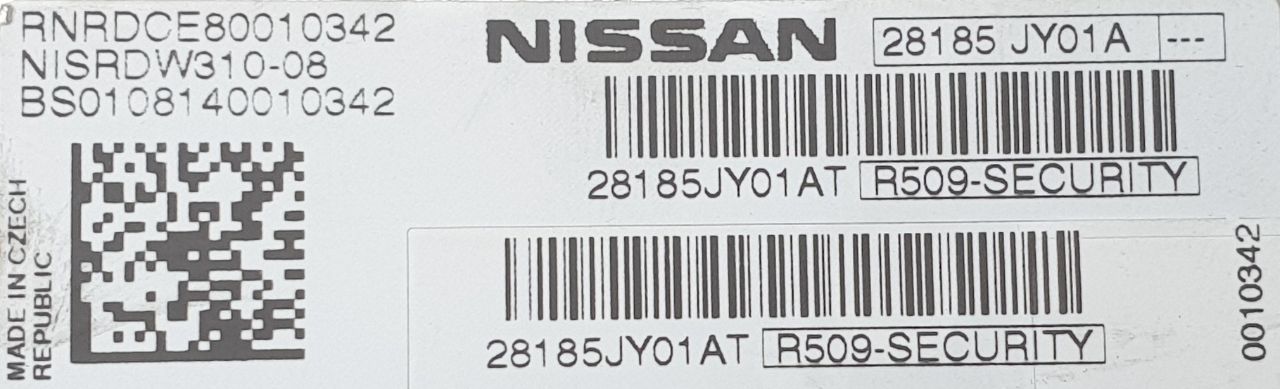 RNRDCE80010342
NISRDW310-08
BS0108140010342
MADE IN CZECH
REPUBLIC
NISSAN 28185 JY01A ---
28185JY01AT R509-SECURITY
28185JY01AT R509-SECURITY
0010342